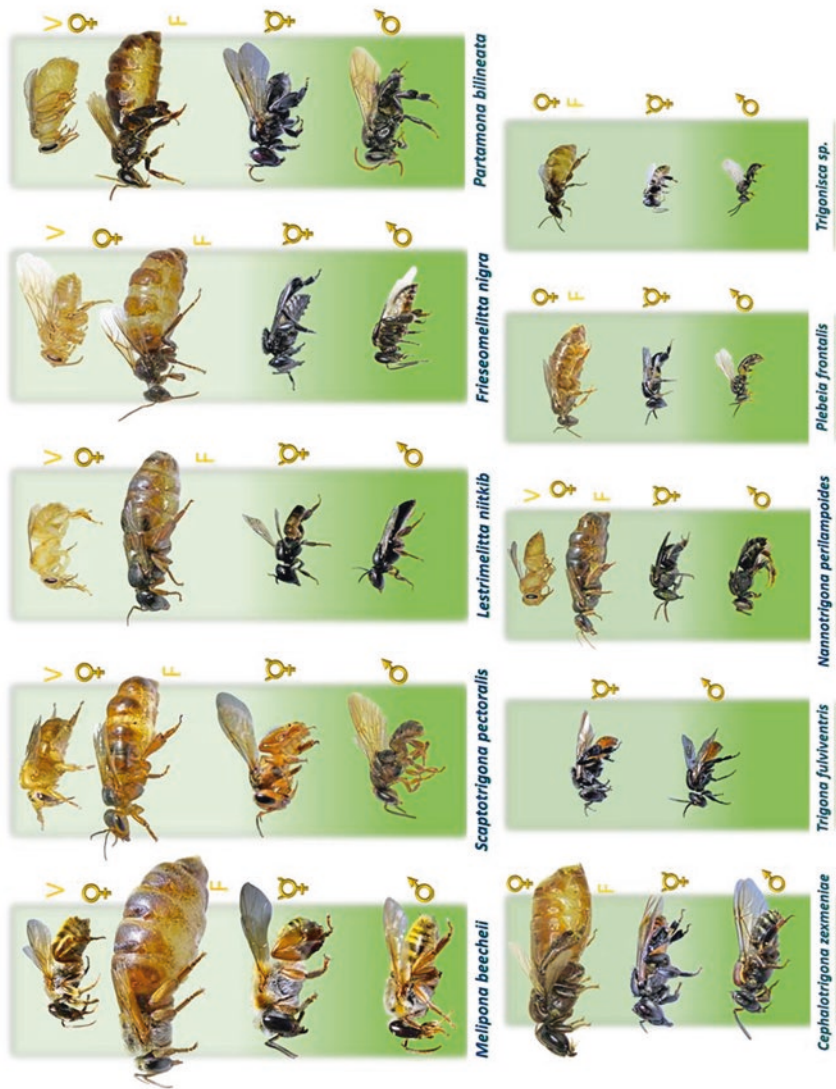 V
F
Melipona beecheli
V
F
Scaptotrigona pectoralis
V
F
Lestrimelitta niitkib
V
F
Frieseomelitta nigra
V
F
Partamona bilineata
F
Cephalotrigona zexmeniae
Trigona fulviventris
V
F
Nannotrigona perilampoides
F
Plebeia frontalis
F
Trigonisca sp.